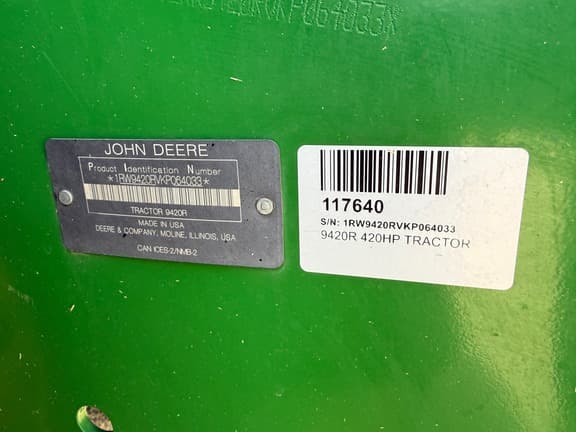 JOHN DEERE
Product Identification Number
*1RW9420RVKP064033*
TRACTOR 9420R
MADE IN USA
DEERE & COMPANY, MOLINE, ILLINOIS, USA
CAN ICES-2/NMB-2
117640
S/N: 1RW9420RVKP064033
9420R 420HP TRACTOR